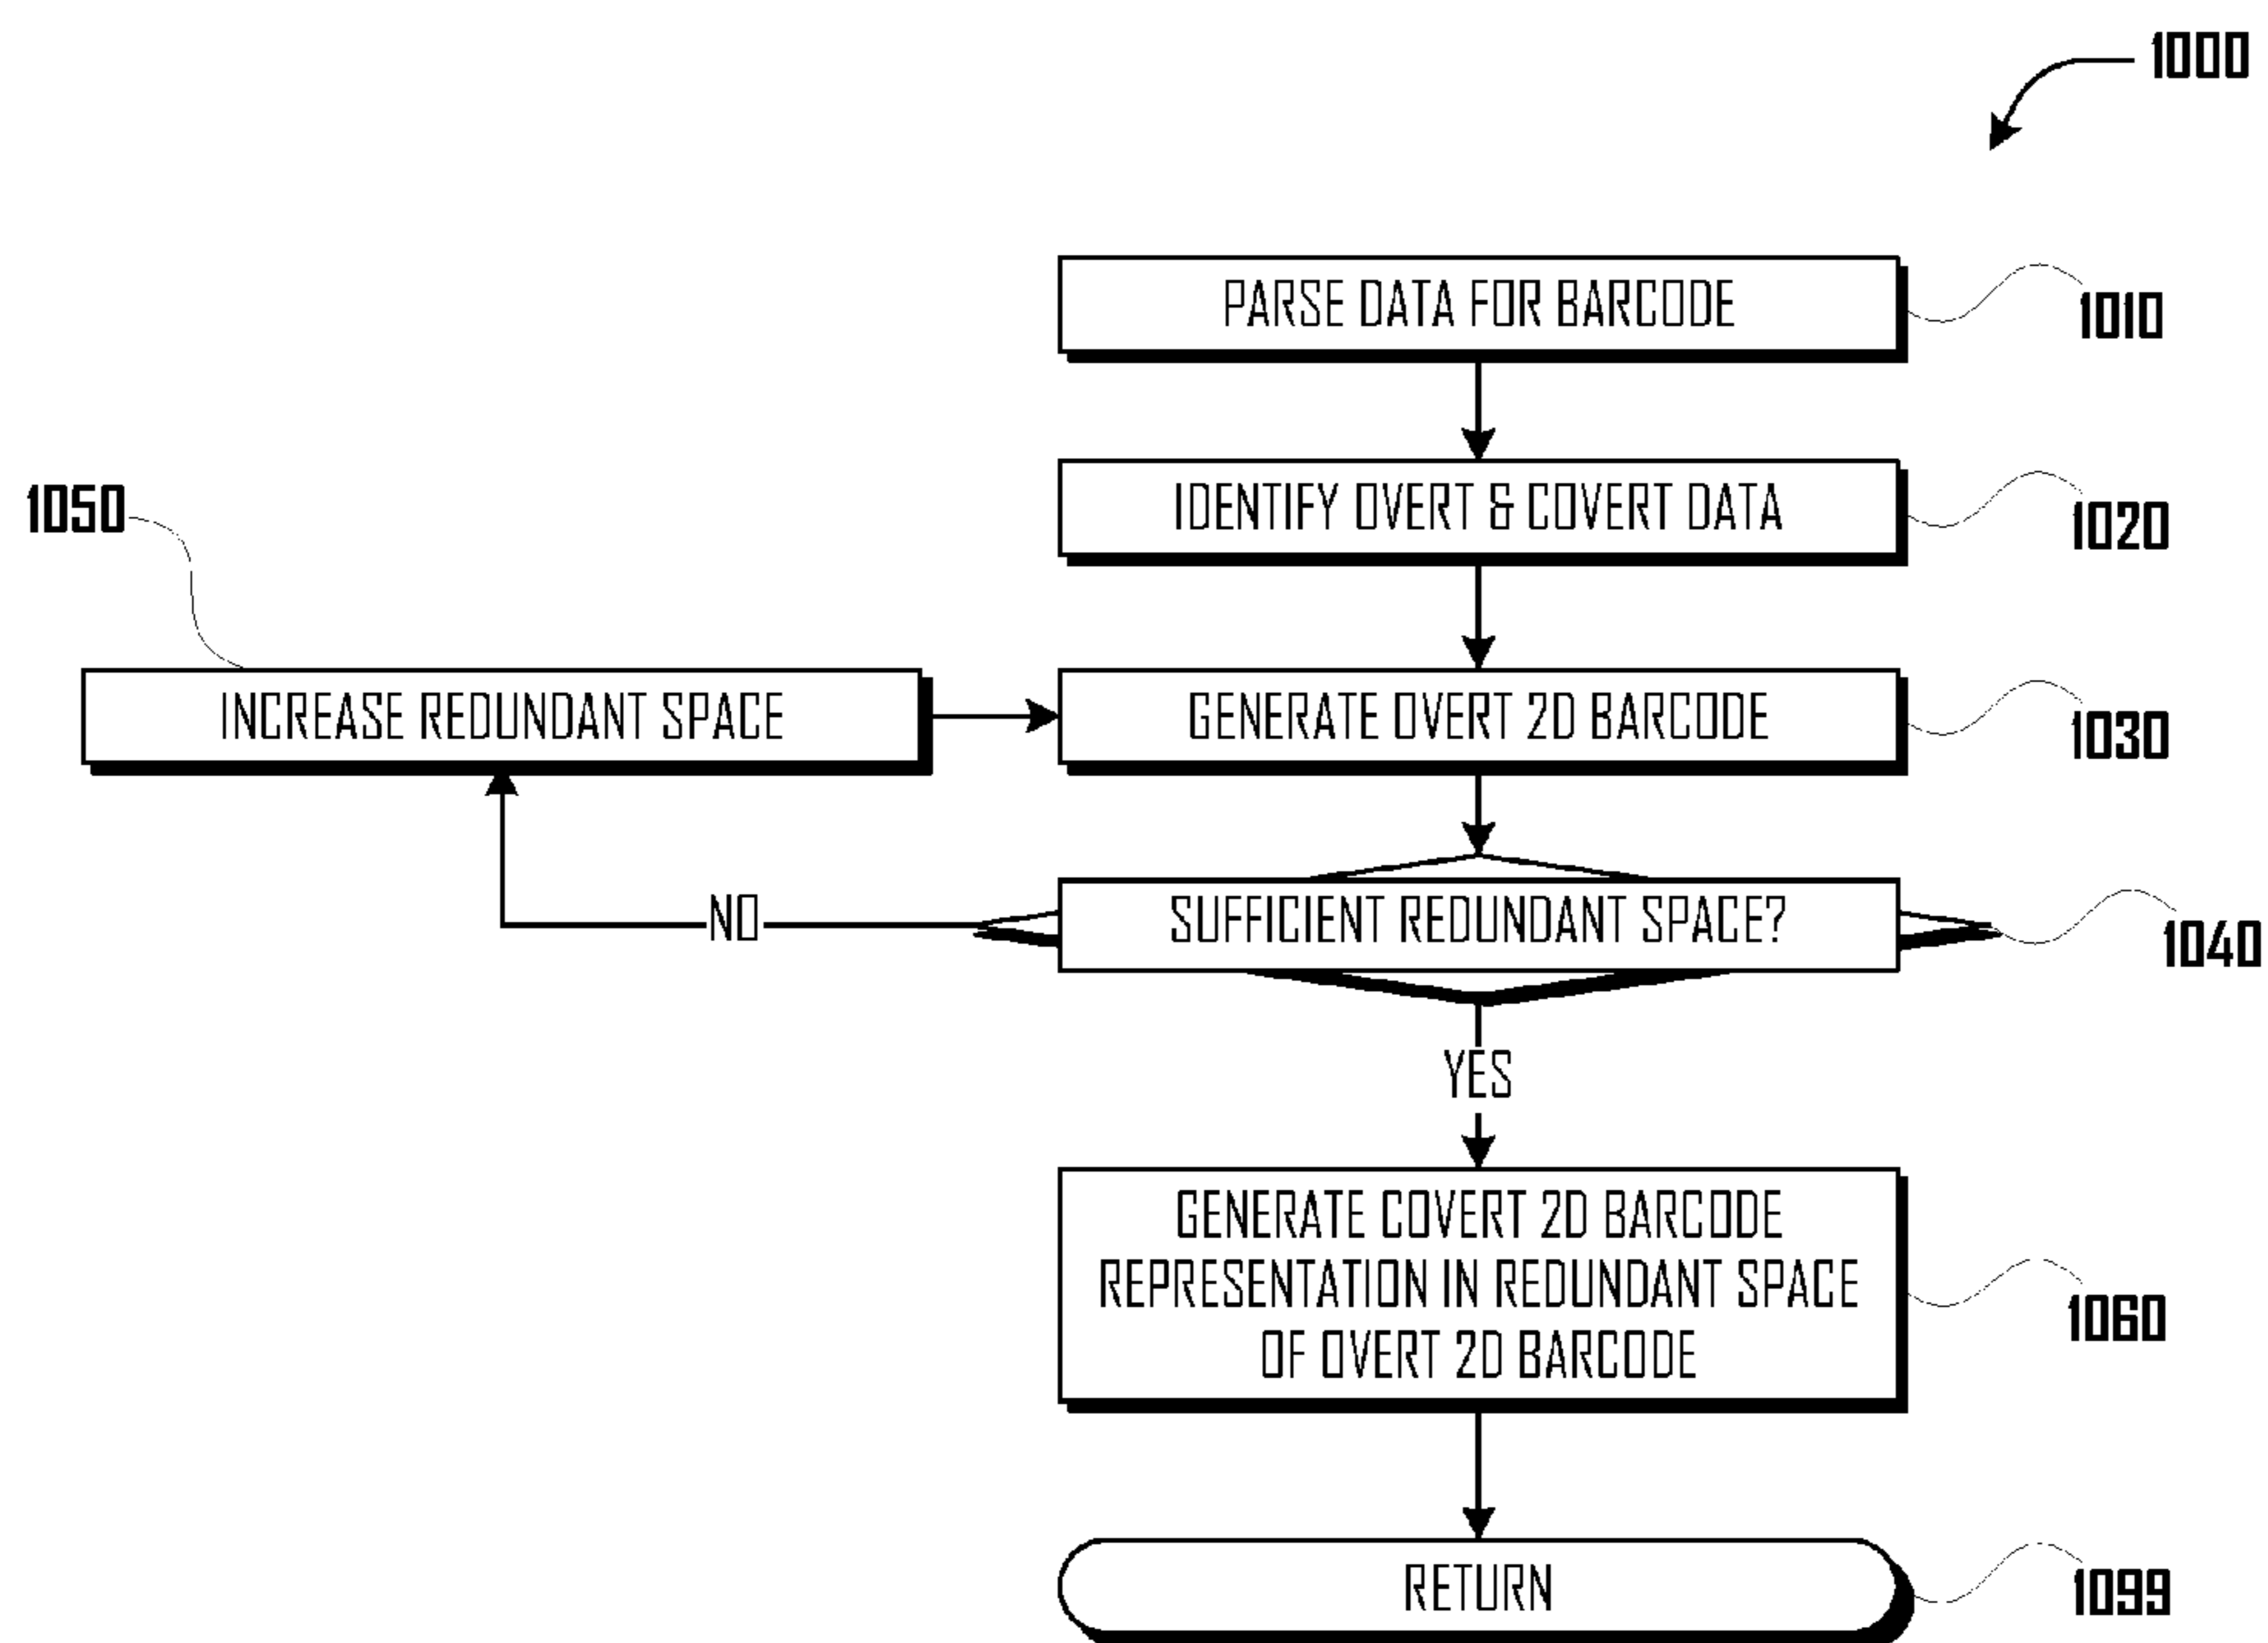 1000
PARSE DATA FOR BARCODE
1010
IDENTIFY OVERT & COVERT DATA
1020
1050
INCREASE REDUNDANT SPACE
GENERATE OVERT 2D BARCODE
1030
NO
SUFFICIENT REDUNDANT SPACE?
1040
YES
GENERATE COVERT 2D BARCODE
REPRESENTATION IN REDUNDANT SPACE
OF OVERT 2D BARCODE
1060
RETURN
1099